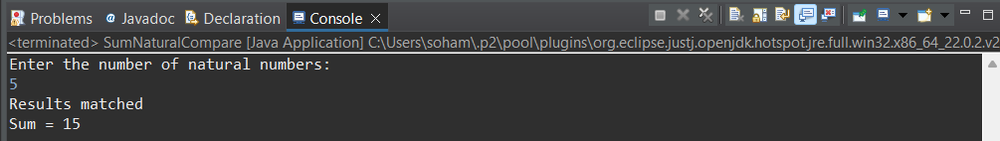 Problems @ Javadoc Declaration Console
<terminated> SumNaturalCompare [Java Application] C:\Users\soham\.p2\pool\plugins\org.eclipse.justj.openjdk.hotspot.jre.full.win32.x86_64_22.0.2.v2
Enter the number of natural numbers:
5
Results matched
Sum = 15